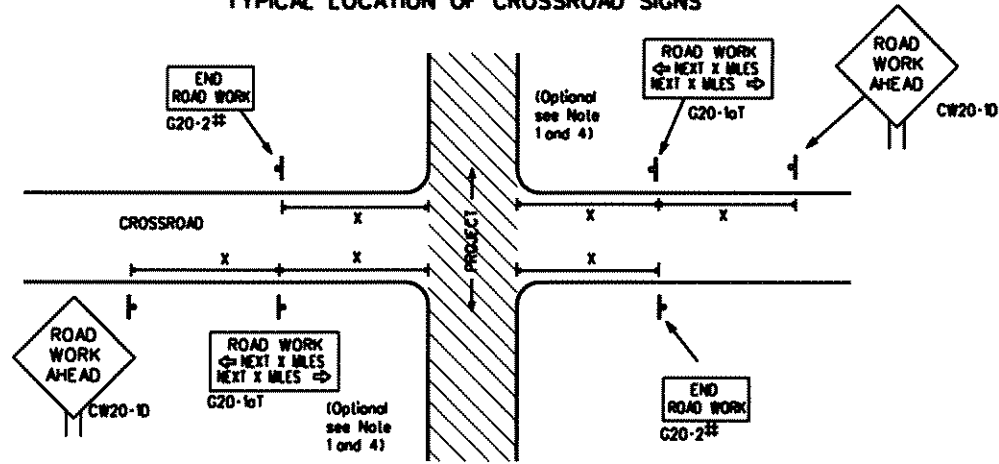 TYPICAL LOCATION OF CROSSROAD SIGNS
END
ROAD WORK
G20-2#
(Optional
see Note
1 and 4)
ROAD WORK
⇦ NEXT X MILES
NEXT X MILES ⇨
G20-1aT
ROAD
WORK
AHEAD
CW20-1D
X
X
X
CROSSROAD
PROJECT
X
X
X
ROAD
WORK
AHEAD
CW20-1D
ROAD WORK
⇦ NEXT X MILES
NEXT X MILES ⇨
G20-1aT
(Optional
see Note
1 and 4)
END
ROAD WORK
G20-2#